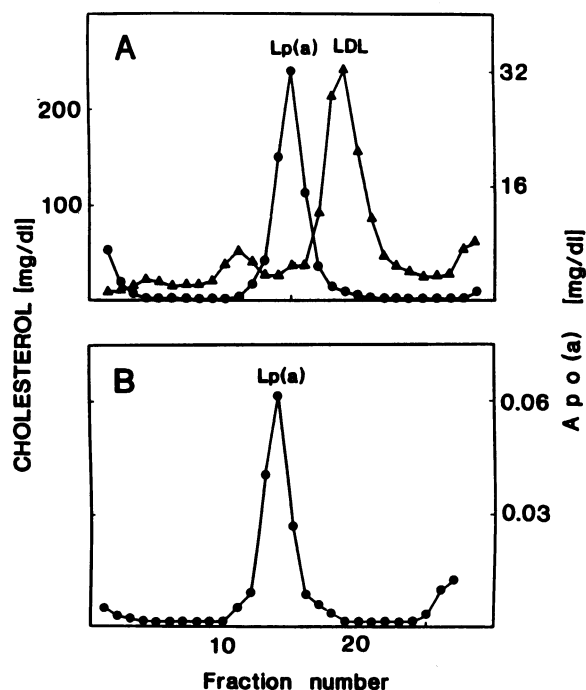 A
Lp(a) LDL
200
100
32
16
CHOLESTEROL [mg/dl]
Apo(a) [mg/dl]
B
Lp(a)
0.06
0.03
10 20
Fraction number